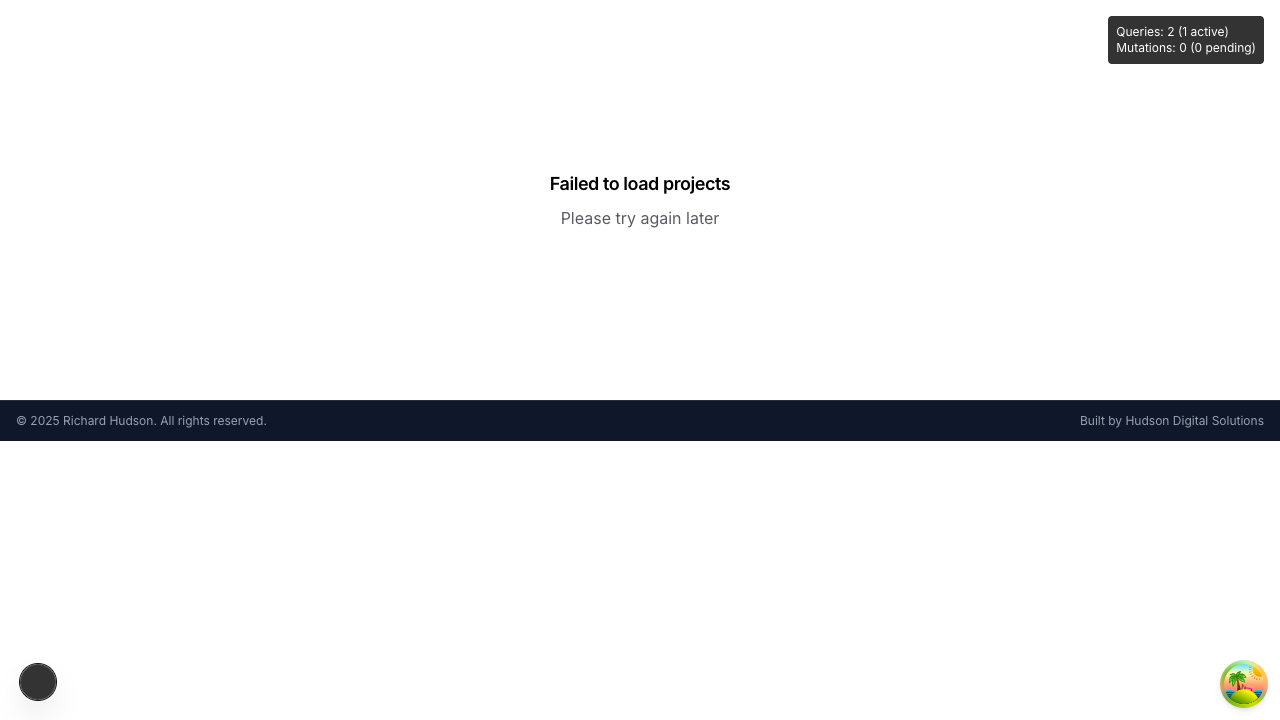 Queries: 2 (1 active)
Mutations: 0 (0 pending)
Failed to load projects
Please try again later
© 2025 Richard Hudson. All rights reserved.
Built by Hudson Digital Solutions